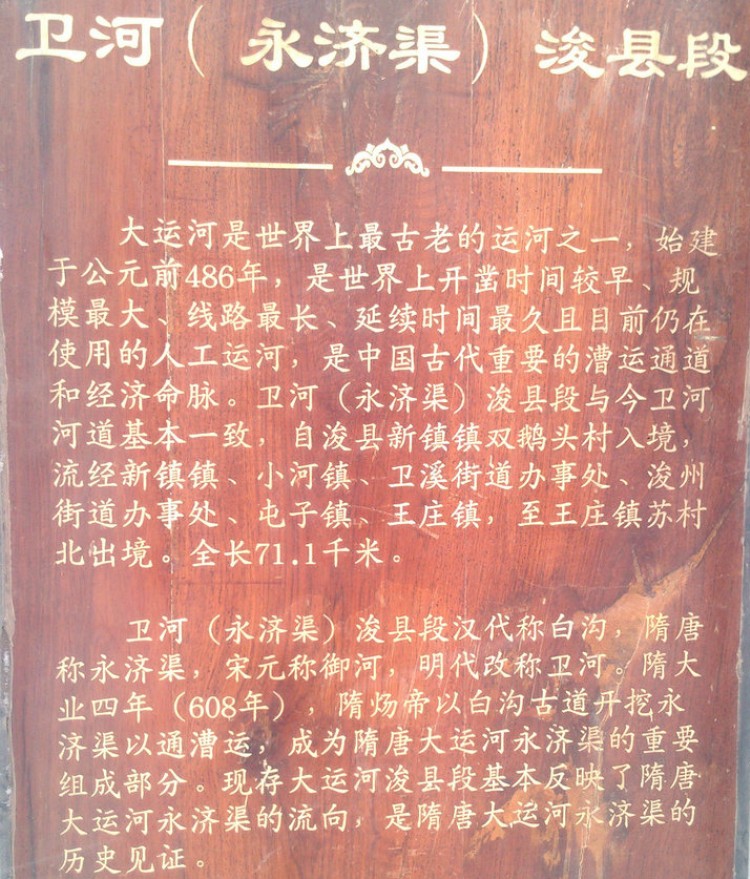 卫河（永济渠）浚县段
大运河是世界上最古老的运河之一，始建
于公元前486年，是世界上开凿时间较早、规
模最大、线路最长、延续时间最久且目前仍在
使用的人工运河，是中国古代重要的漕运通道
和经济命脉。卫河（永济渠）浚县段与今卫河
河道基本一致，自浚县新镇镇双鹅头村入境，
流经新镇镇、小河镇、卫溪街道办事处、浚州
街道办事处、屯子镇、王庄镇，至王庄镇苏村
北出境。全长71.1千米。
卫河（永济渠）浚县段汉代称白沟，隋唐
称永济渠，宋元称御河，明代改称卫河。隋大
业四年（608年），隋炀帝以白沟古道开挖永
济渠以通漕运，成为隋唐大运河永济渠的重要
组成部分。现存大运河浚县段基本反映了隋唐
大运河永济渠的流向，是隋唐大运河永济渠的
历史见证。